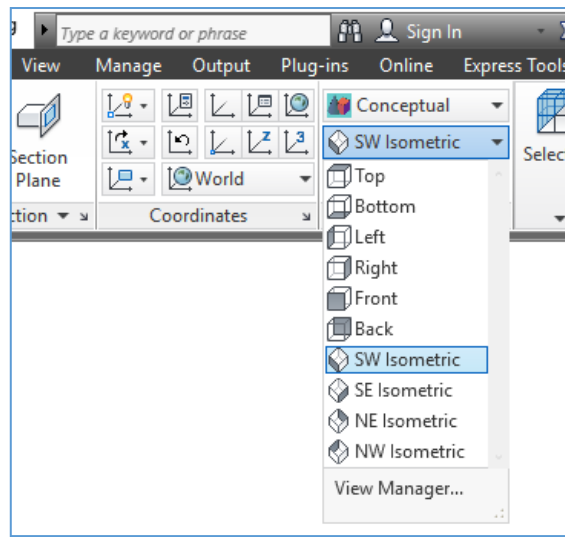 Type a keyword or phrase
Sign In
View Manage Output Plug-ins Online Express Tools
Conceptual
SW Isometric
Section
Plane
World
Coordinates
Top
Bottom
Left
Right
Front
Back
SW Isometric
SE Isometric
NE Isometric
NW Isometric
View Manager...